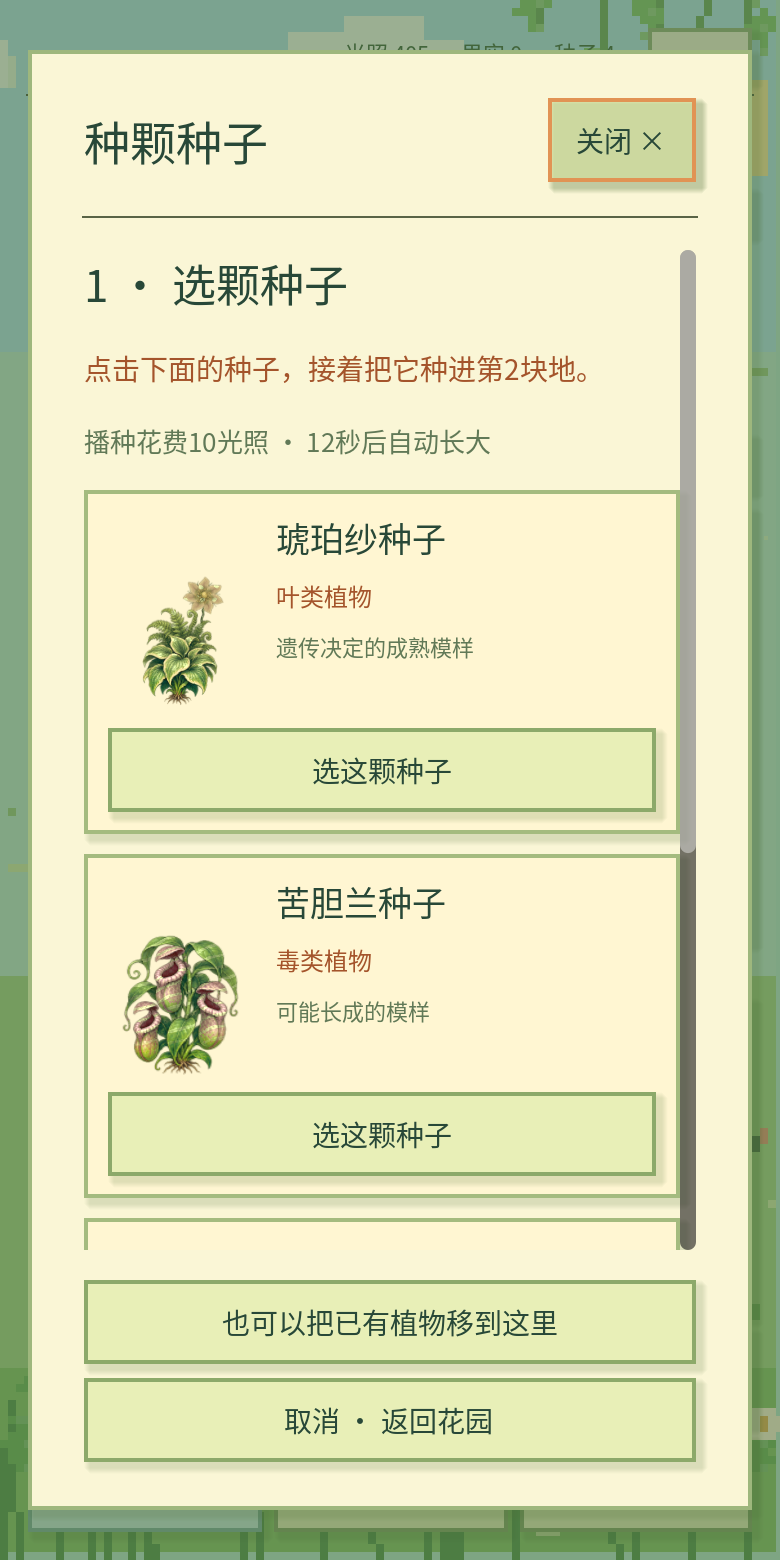 种颗种子
关闭 ×
1 · 选颗种子
点击下面的种子，接着把它种进第2块地。
播种花费10光照 · 12秒后自动长大
琥珀纱种子
叶类植物
遗传决定的成熟模样
选这颗种子
苦胆兰种子
毒类植物
可能长成的模样
选这颗种子
也可以把已有植物移到这里
取消 · 返回花园